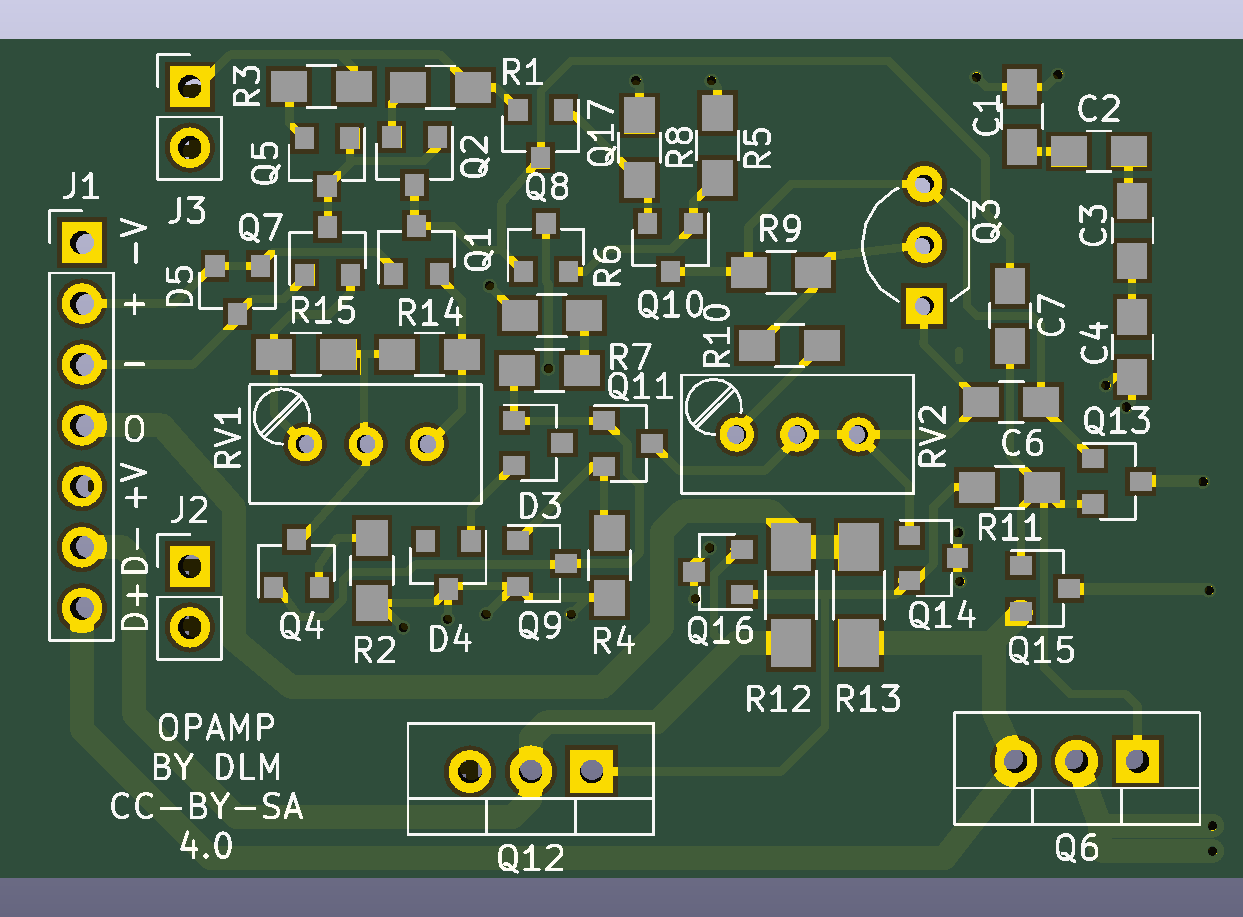 R3
R1
C1
C2
Q5
Q2
Q17
R8
R5
Q8
J1
J3
Q7
Q1
R6
R9
Q3
C3
-V
D5
R15
R14
Q10
+
R10
C7
C4
-
R7
Q11
RV1
RV2
Q13
O
C6
+V
J2
D3
R11
D-
Q4
R2
D4
Q9
R4
Q16
Q14
Q15
D+
R12
R13
OPAMP
BY DLM
CC-BY-SA
4.0
Q12
Q6